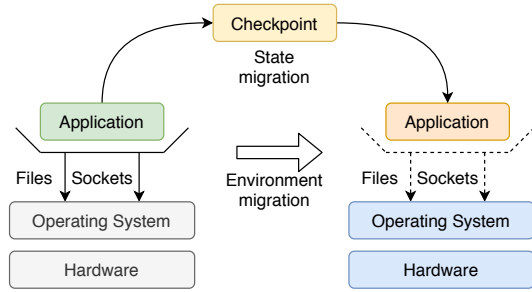 Checkpoint
State
migration
Application
Application
Files
Sockets
Environment
migration
Files
Sockets
Operating System
Operating System
Hardware
Hardware